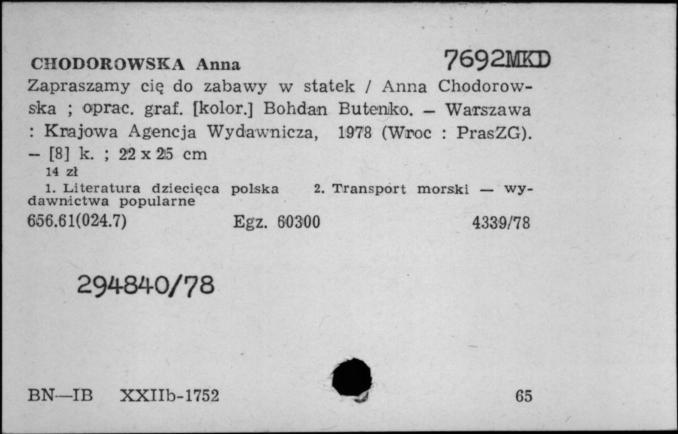 CHODOROWSKA Anna 7692MKD
Zapraszamy cię do zabawy w statek / Anna Chodorow-
ska ; oprac. graf. [kolor.] Bohdan Butenko. — Warszawa
: Krajowa Agencja Wydawnicza, 1978 (Wroc : PrasZG).
— [8] k. ; 22 x 25 cm
14 zł
1. Literatura dziecięca polska 2. Transport morski — wy-
dawnictwa popularne
656.61(024.7) Egz. 60300 4339/78
294840/78
BN—IB XXIIb-1752 65